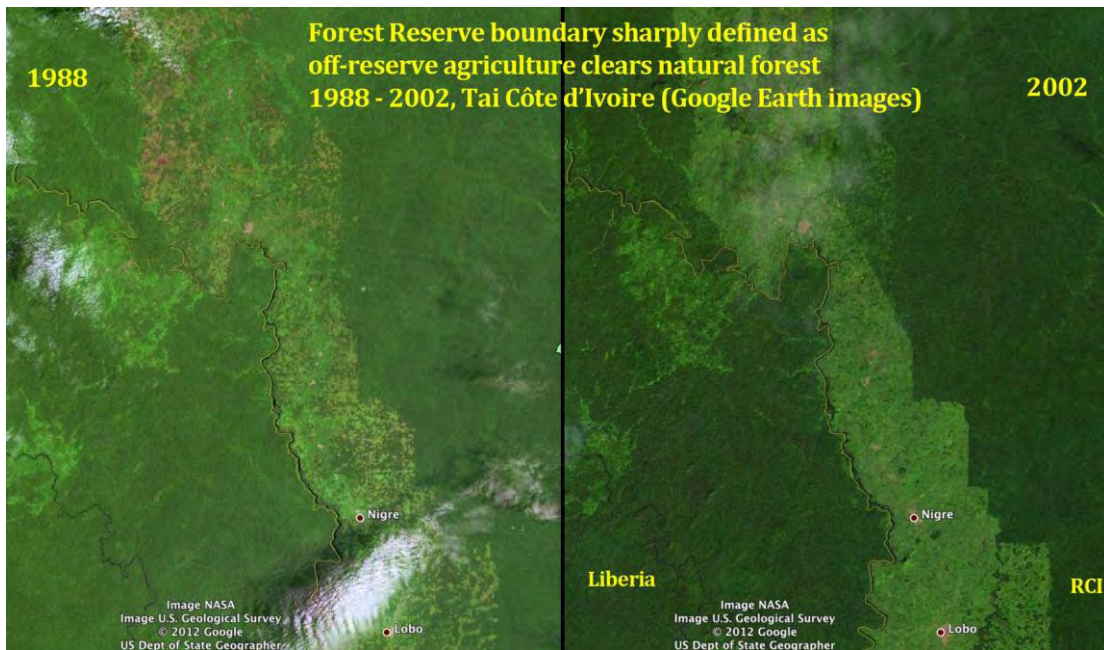 Forest Reserve boundary sharply defined as
off-reserve agriculture clears natural forest
1988 - 2002, Tai Côte d'Ivoire (Google Earth images)
1988
2002
Nigre
Lobo
Image NASA
Image U.S. Geological Survey
© 2012 Google
US Dept of State Geographer
Nigre
Liberia
RCI
Lobo
Image NASA
Image U.S. Geological Survey
© 2012 Google
US Dept of State Geographer